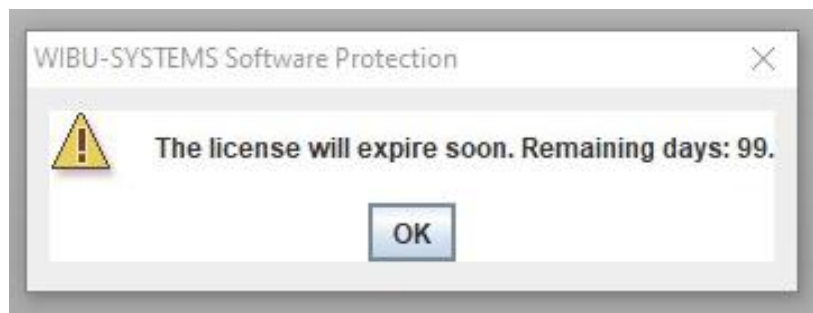 WIBU-SYSTEMS Software Protection
The license will expire soon. Remaining days: 99.
OK